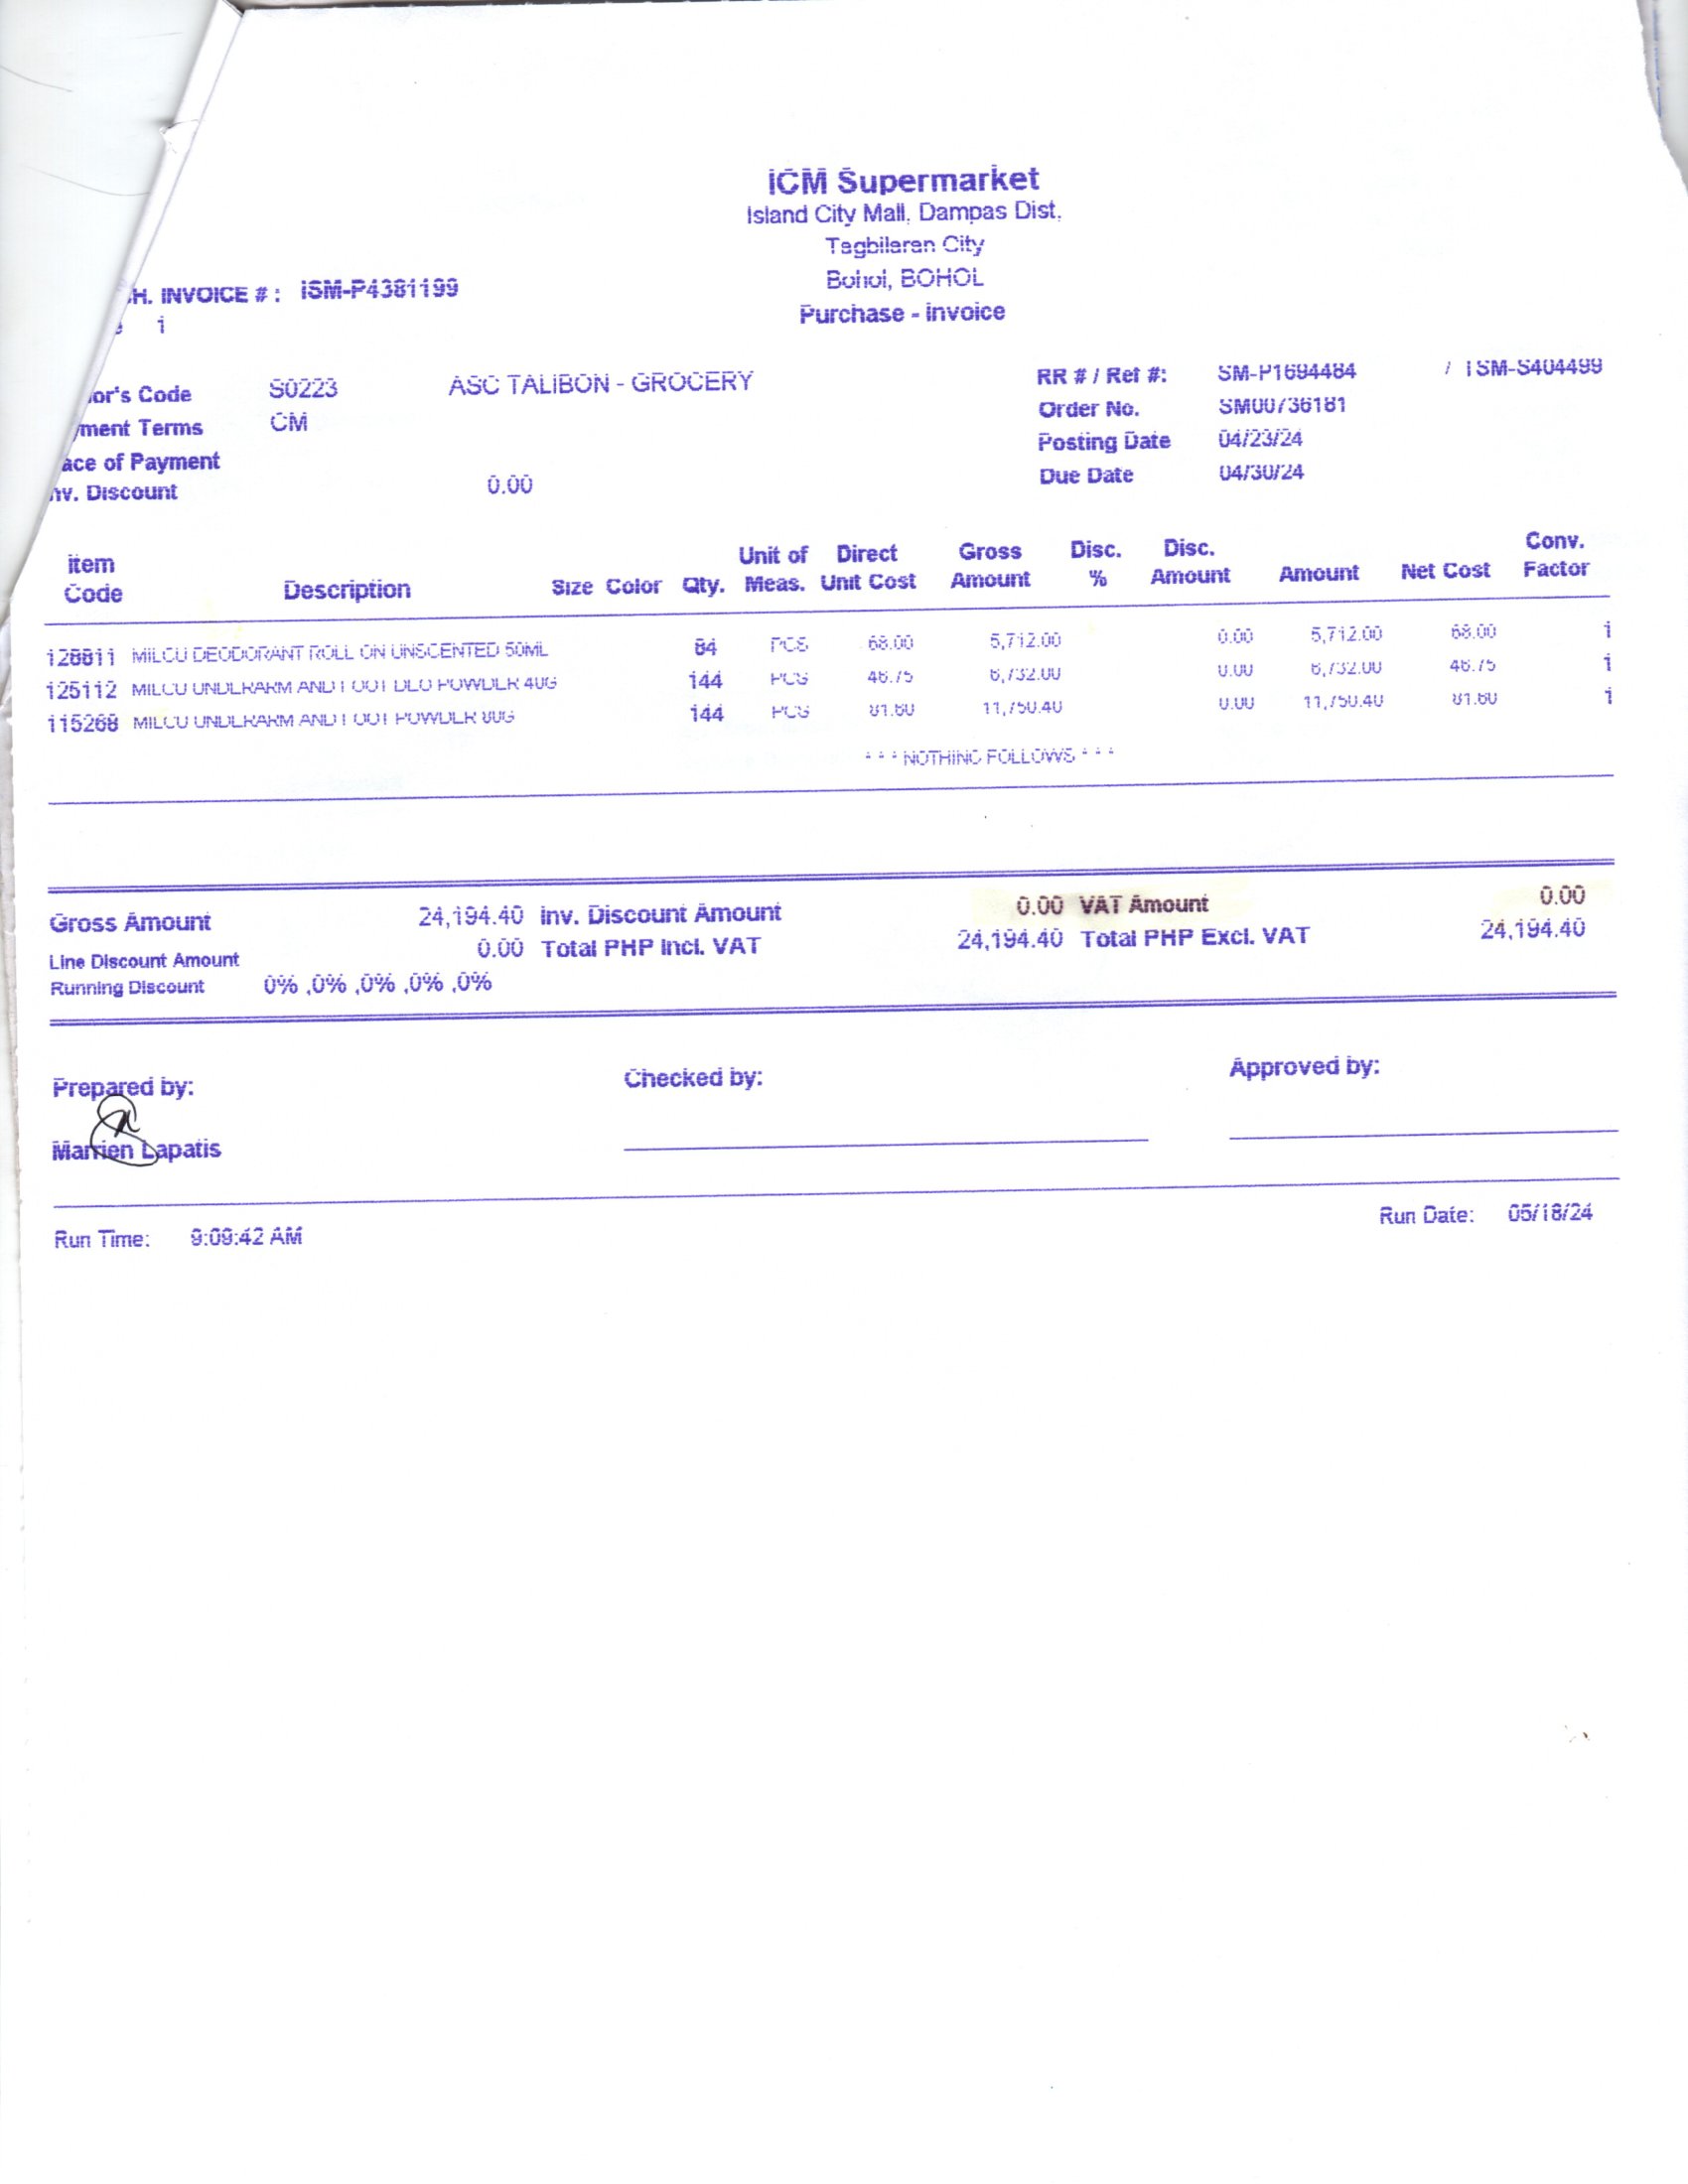 ICM Supermarket
Island City Mall, Dampas Dist.
Tagbilaran City
Bohol, BOHOL
Purchase - Invoice
H. INVOICE # : ISM-P4381199
1
or's Code S0223 ASC TALIBON - GROCERY
ment Terms CM
ace of Payment
nv. Discount 0.00
RR # / Ref #: SM-P1694484 / ISM-S404499
Order No. SM00736181
Posting Date 04/23/24
Due Date 04/30/24
Item Code Description Size Color Qty. Unit of Meas. Direct Unit Cost Gross Amount Disc. % Disc. Amount Amount Net Cost Conv. Factor
128811 MILCU DEODORANT ROLL ON UNSCENTED 50ML 84 PCS 68.00 5,712.00 0.00 5,712.00 68.00 1
125112 MILCU UNDERARM AND FOOT DEO POWDER 40G 144 PCS 46.75 6,732.00 0.00 6,732.00 46.75 1
115268 MILCU UNDERARM AND FOOT POWDER 80G 144 PCS 81.60 11,750.40 0.00 11,750.40 81.60 1
* * * NOTHING FOLLOWS * * *
Gross Amount 24,194.40 Inv. Discount Amount 0.00 VAT Amount 0.00
Line Discount Amount 0.00 Total PHP Incl. VAT 24,194.40 Total PHP Excl. VAT 24,194.40
Running Discount 0% ,0% ,0% ,0% ,0%
Prepared by: Checked by: Approved by:
Marrien Lapatis
Run Time: 9:09:42 AM Run Date: 05/18/24